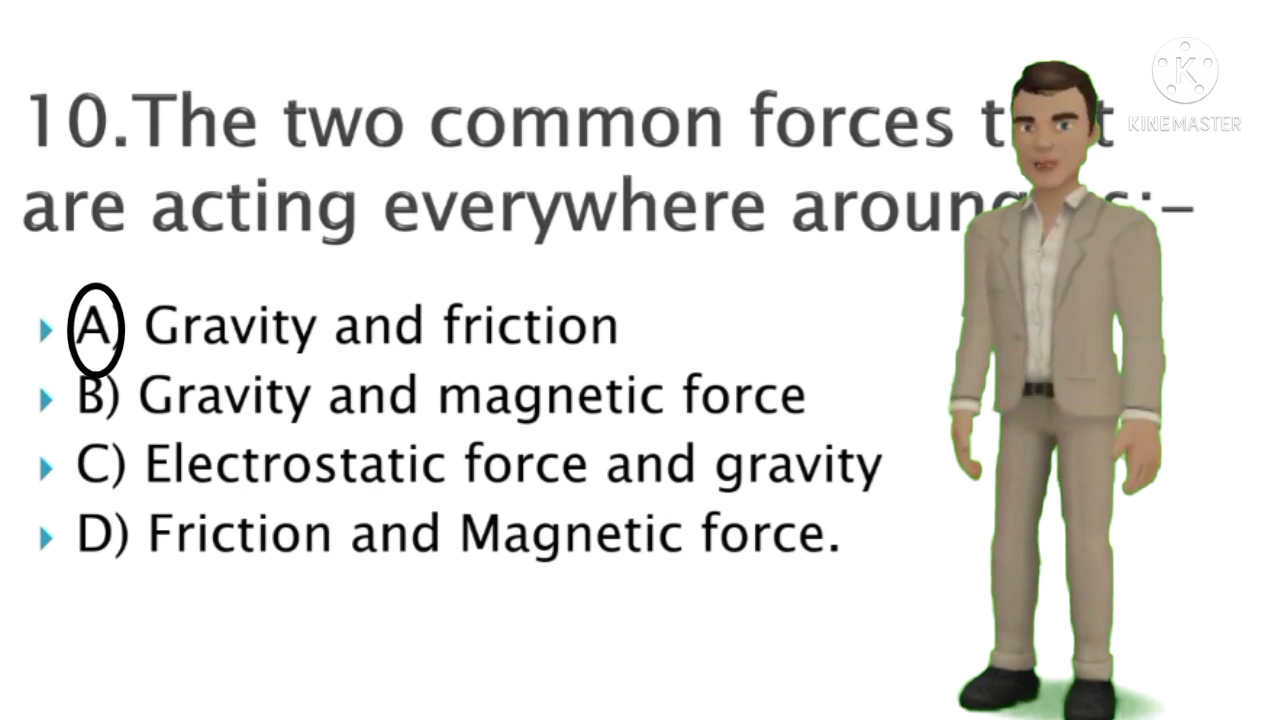 10.The two common forces
are acting everywhere
A) Gravity and friction
B) Gravity and magnetic force
C) Electrostatic force and gravity
D) Friction and Magnetic force.
K
KINEMASTER